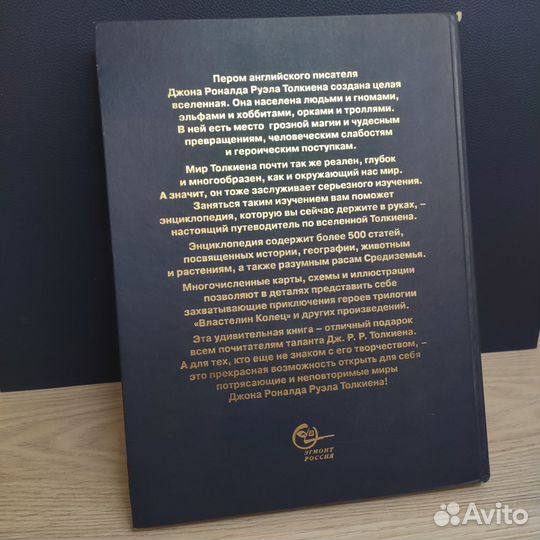 Пером английского писателя
Джона Роналда Руэла Толкиена создана целая
вселенная. Она населена людьми и гномами,
эльфами и хоббитами, орками и троллями.
В ней есть место грозной магии и чудесным
превращениям, человеческим слабостям
и героическим поступкам.
Мир Толкиена почти так же реален, глубок
и многообразен, как и окружающий нас мир.
А значит, он тоже заслуживает серьезного изучения.
Заняться таким изучением вам поможет
энциклопедия, которую вы сейчас держите в руках, –
настоящий путеводитель по вселенной Толкиена.
Энциклопедия содержит более 500 статей,
посвященных истории, географии, животным
и растениям, а также разумным расам Средиземья.
Многочисленные карты, схемы и иллюстрации
позволяют в деталях представить себе
захватывающие приключения героев трилогии
«Властелин Колец» и других произведений.
Эта удивительная книга – отличный подарок
всем почитателям таланта Дж. Р. Р. Толкиена.
А для тех, кто еще не знаком с его творчеством, –
это прекрасная возможность открыть для себя
потрясающие и неповторимые миры
Джона Роналда Руэла Толкиена!
ЭГМОНТ
РОССИЯ
Avito